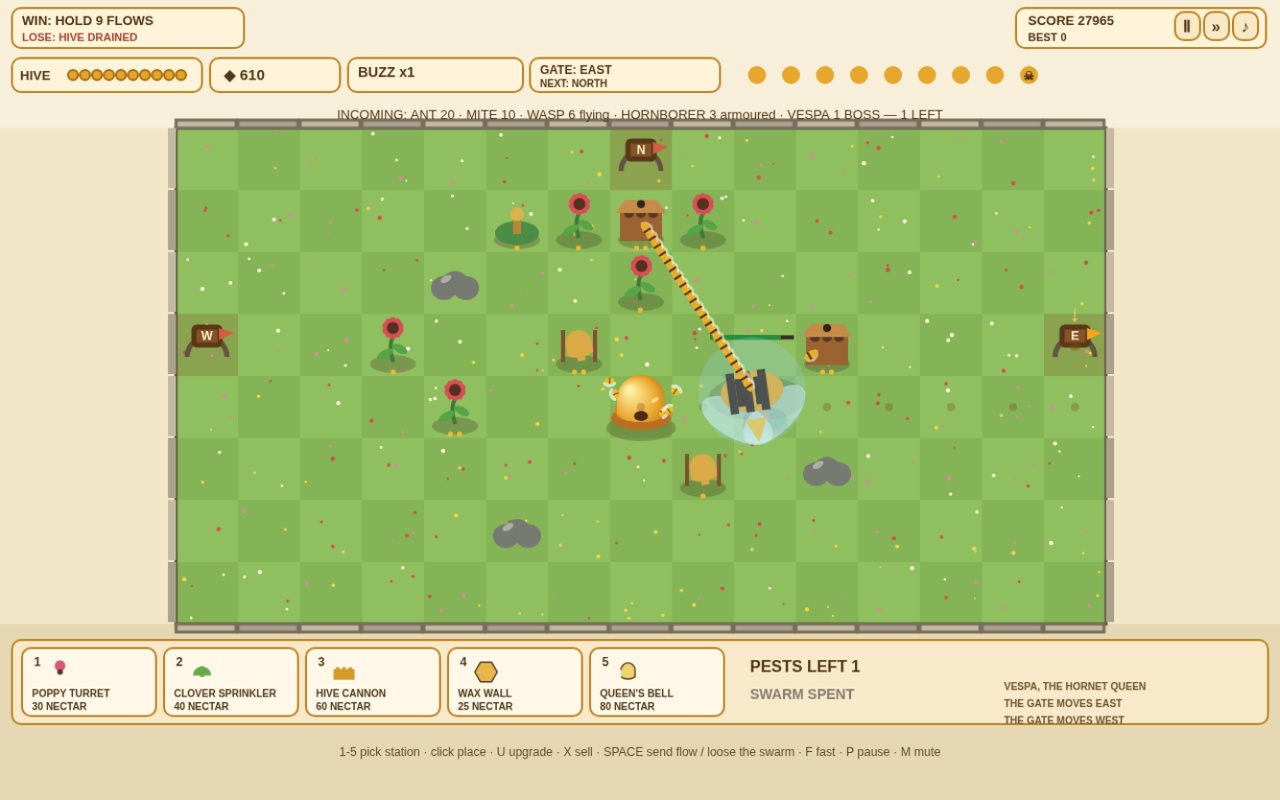 WIN: HOLD 9 FLOWS
LOSE: HIVE DRAINED
SCORE 27965
BEST 0
HIVE
◆ 610
BUZZ x1
GATE: EAST
NEXT: NORTH
INCOMING: ANT 20 · MITE 10 · WASP 6 flying · HORNBORER 3 armoured · VESPA 1 BOSS — 1 LEFT
N
W
E
1
POPPY TURRET
30 NECTAR
2
CLOVER SPRINKLER
40 NECTAR
3
HIVE CANNON
60 NECTAR
4
WAX WALL
25 NECTAR
5
QUEEN'S BELL
80 NECTAR
PESTS LEFT 1
SWARM SPENT
VESPA, THE HORNET QUEEN
THE GATE MOVES EAST
THE GATE MOVES WEST
1-5 pick station · click place · U upgrade · X sell · SPACE send flow / loose the swarm · F fast · P pause · M mute